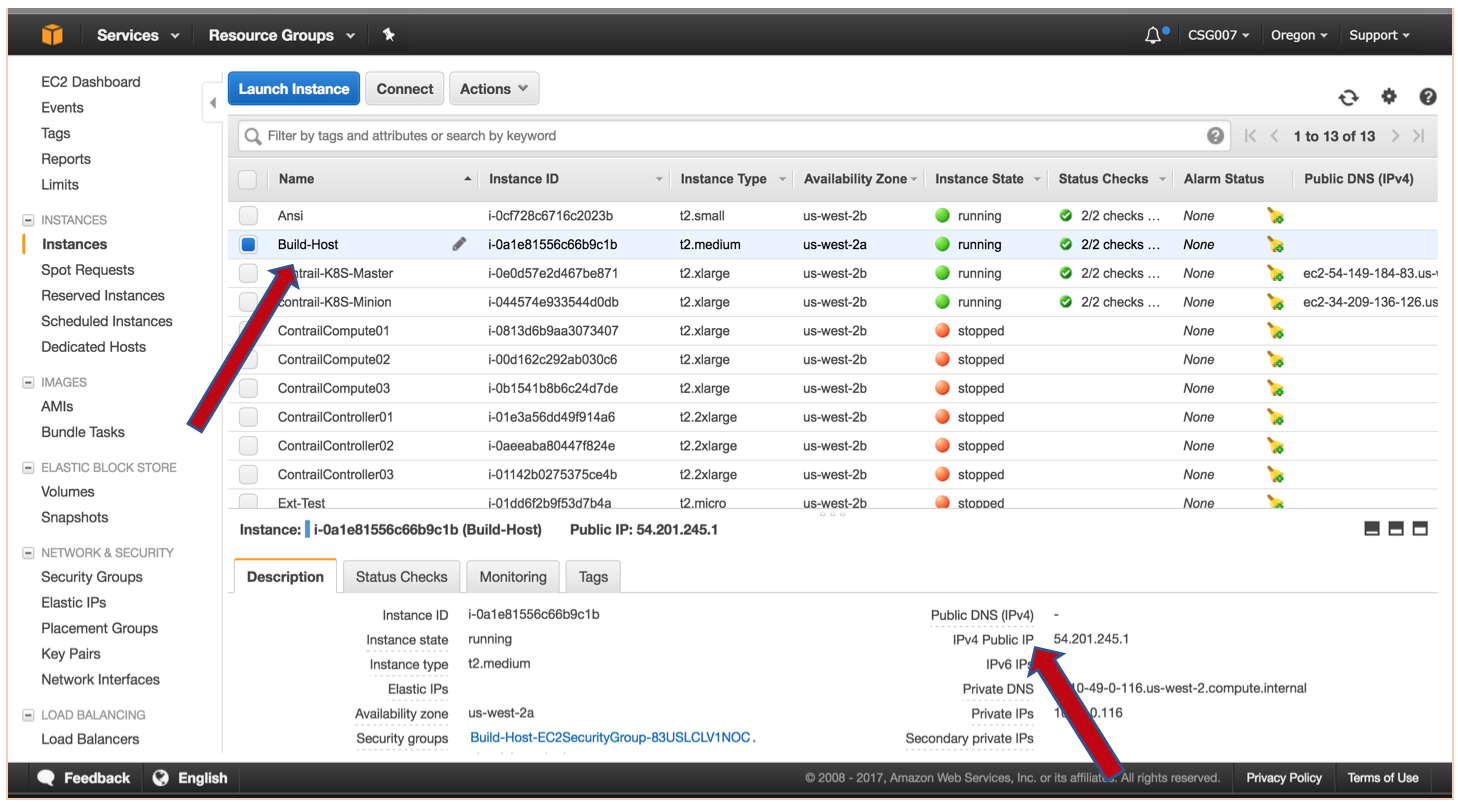 Services Resource Groups CSG007 Oregon Support
EC2 Dashboard
Events
Tags
Reports
Limits
INSTANCES
Instances
Spot Requests
Reserved Instances
Scheduled Instances
Dedicated Hosts
IMAGES
AMIs
Bundle Tasks
ELASTIC BLOCK STORE
Volumes
Snapshots
NETWORK & SECURITY
Security Groups
Elastic IPs
Placement Groups
Key Pairs
Network Interfaces
LOAD BALANCING
Load Balancers
Launch Instance Connect Actions
Filter by tags and attributes or search by keyword 1 to 13 of 13
Name Instance ID Instance Type Availability Zone Instance State Status Checks Alarm Status Public DNS (IPv4)
Ansi i-0cf728c6716c2023b t2.small us-west-2b running 2/2 checks ... None
Build-Host i-0a1e81556c66b9c1b t2.medium us-west-2a running 2/2 checks ... None
ntrail-K8S-Master i-0e0d57e2d467be871 t2.xlarge us-west-2b running 2/2 checks ... None ec2-54-149-184-83.us-
contrail-K8S-Minion i-044574e933544d0db t2.xlarge us-west-2b running 2/2 checks ... None ec2-34-209-136-126.us
ContrailCompute01 i-0813d6b9aa3073407 t2.xlarge us-west-2b stopped None
ContrailCompute02 i-00d162c292ab030c6 t2.xlarge us-west-2b stopped None
ContrailCompute03 i-0b1541b8b6c24d7de t2.xlarge us-west-2b stopped None
ContrailController01 i-01e3a56dd49f914a6 t2.2xlarge us-west-2b stopped None
ContrailController02 i-0aeeaba80447f824e t2.2xlarge us-west-2b stopped None
ContrailController03 i-01142b0275375ce4b t2.2xlarge us-west-2b stopped None
Ext-Test i-01dd6f2b9f53d7b4a t2.micro us-west-2b stopped None
Instance: i-0a1e81556c66b9c1b (Build-Host) Public IP: 54.201.245.1
Description Status Checks Monitoring Tags
Instance ID i-0a1e81556c66b9c1b Public DNS (IPv4) -
Instance state running IPv4 Public IP 54.201.245.1
Instance type t2.medium IPv6 IPs
Elastic IPs Private DNS 10-49-0-116.us-west-2.compute.internal
Availability zone us-west-2a Private IPs .0.116
Security groups Build-Host-EC2SecurityGroup-83USLCLV1NOC. Secondary private IPs
Feedback English © 2008 - 2017, Amazon Web Services, Inc. or its affiliates. All rights reserved. Privacy Policy Terms of Use